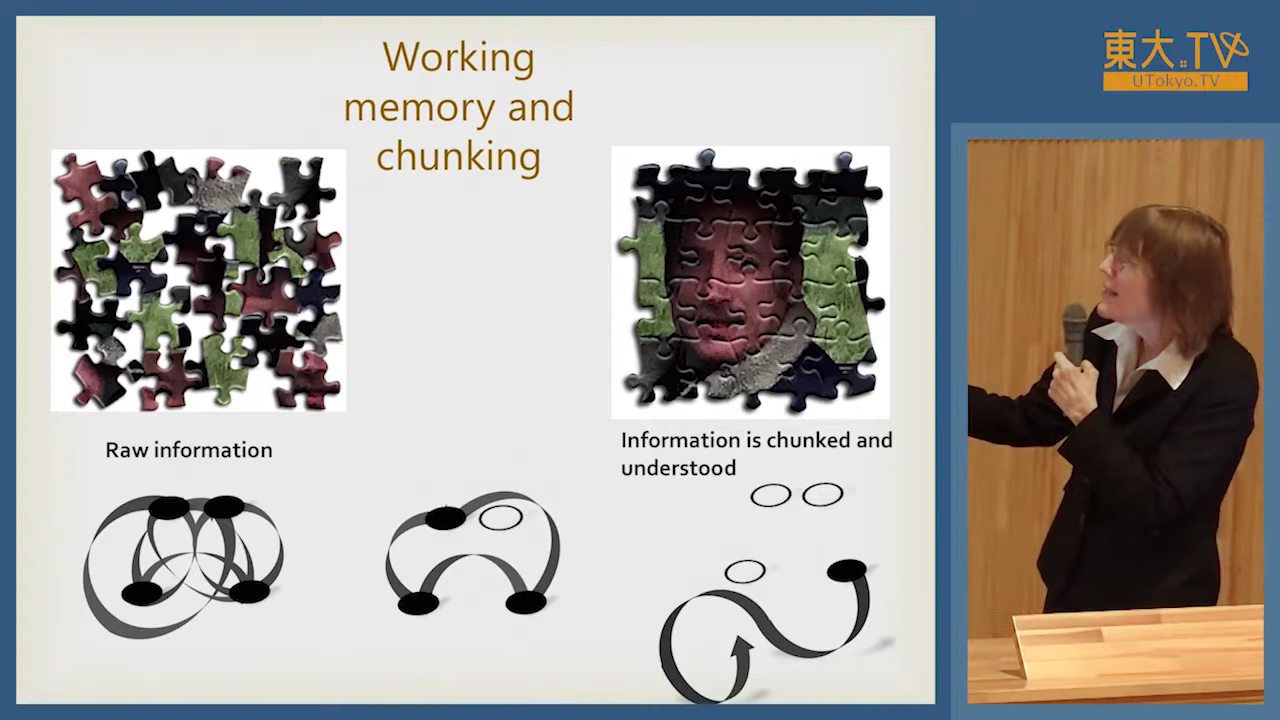 Working
memory and
chunking
東大.TV
UTokyo.TV
Raw information
Information is chunked and
understood